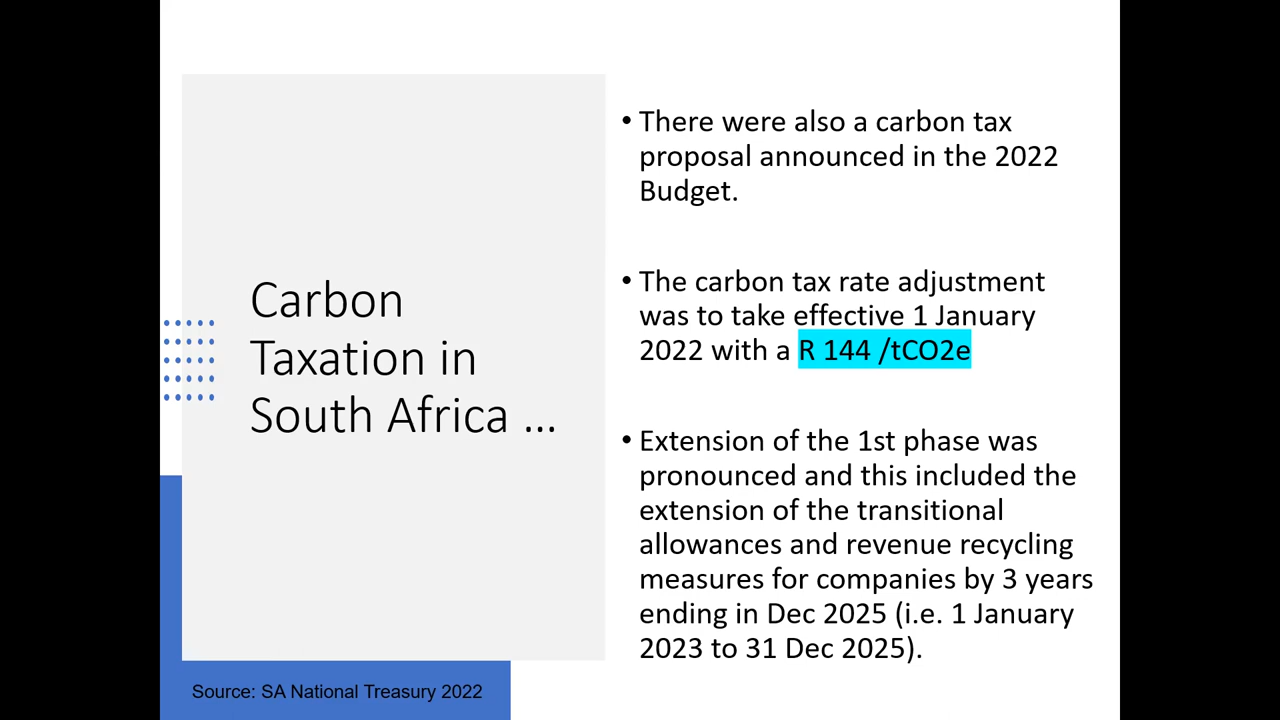 Carbon
Taxation in
South Africa ...
• There were also a carbon tax
proposal announced in the 2022
Budget.
• The carbon tax rate adjustment
was to take effective 1 January
2022 with a R 144 /tCO2e
• Extension of the 1st phase was
pronounced and this included the
extension of the transitional
allowances and revenue recycling
measures for companies by 3 years
ending in Dec 2025 (i.e. 1 January
2023 to 31 Dec 2025).
Source: SA National Treasury 2022